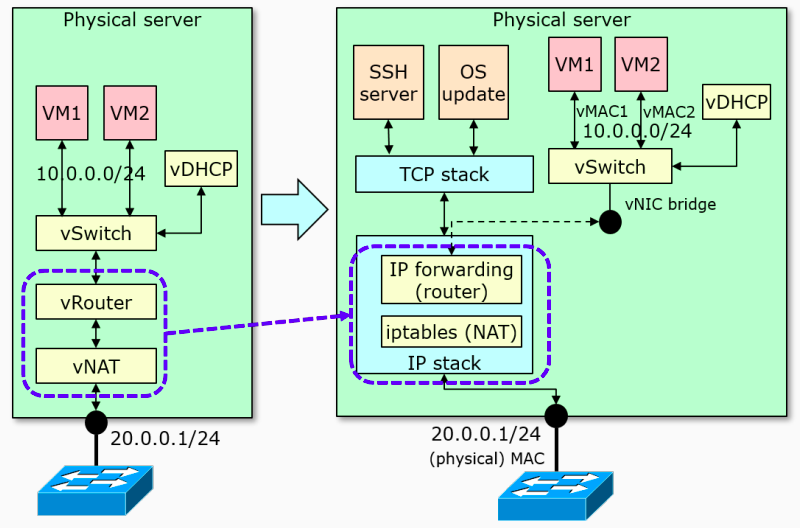 Physical server
VM1
VM2
10.0.0.0/24
vDHCP
vSwitch
vRouter
vNAT
20.0.0.1/24
Physical server
SSH
server
OS
update
VM1
VM2
vMAC1
vMAC2
10.0.0.0/24
vDHCP
TCP stack
vSwitch
vNIC bridge
IP forwarding
(router)
iptables (NAT)
IP stack
20.0.0.1/24
(physical) MAC